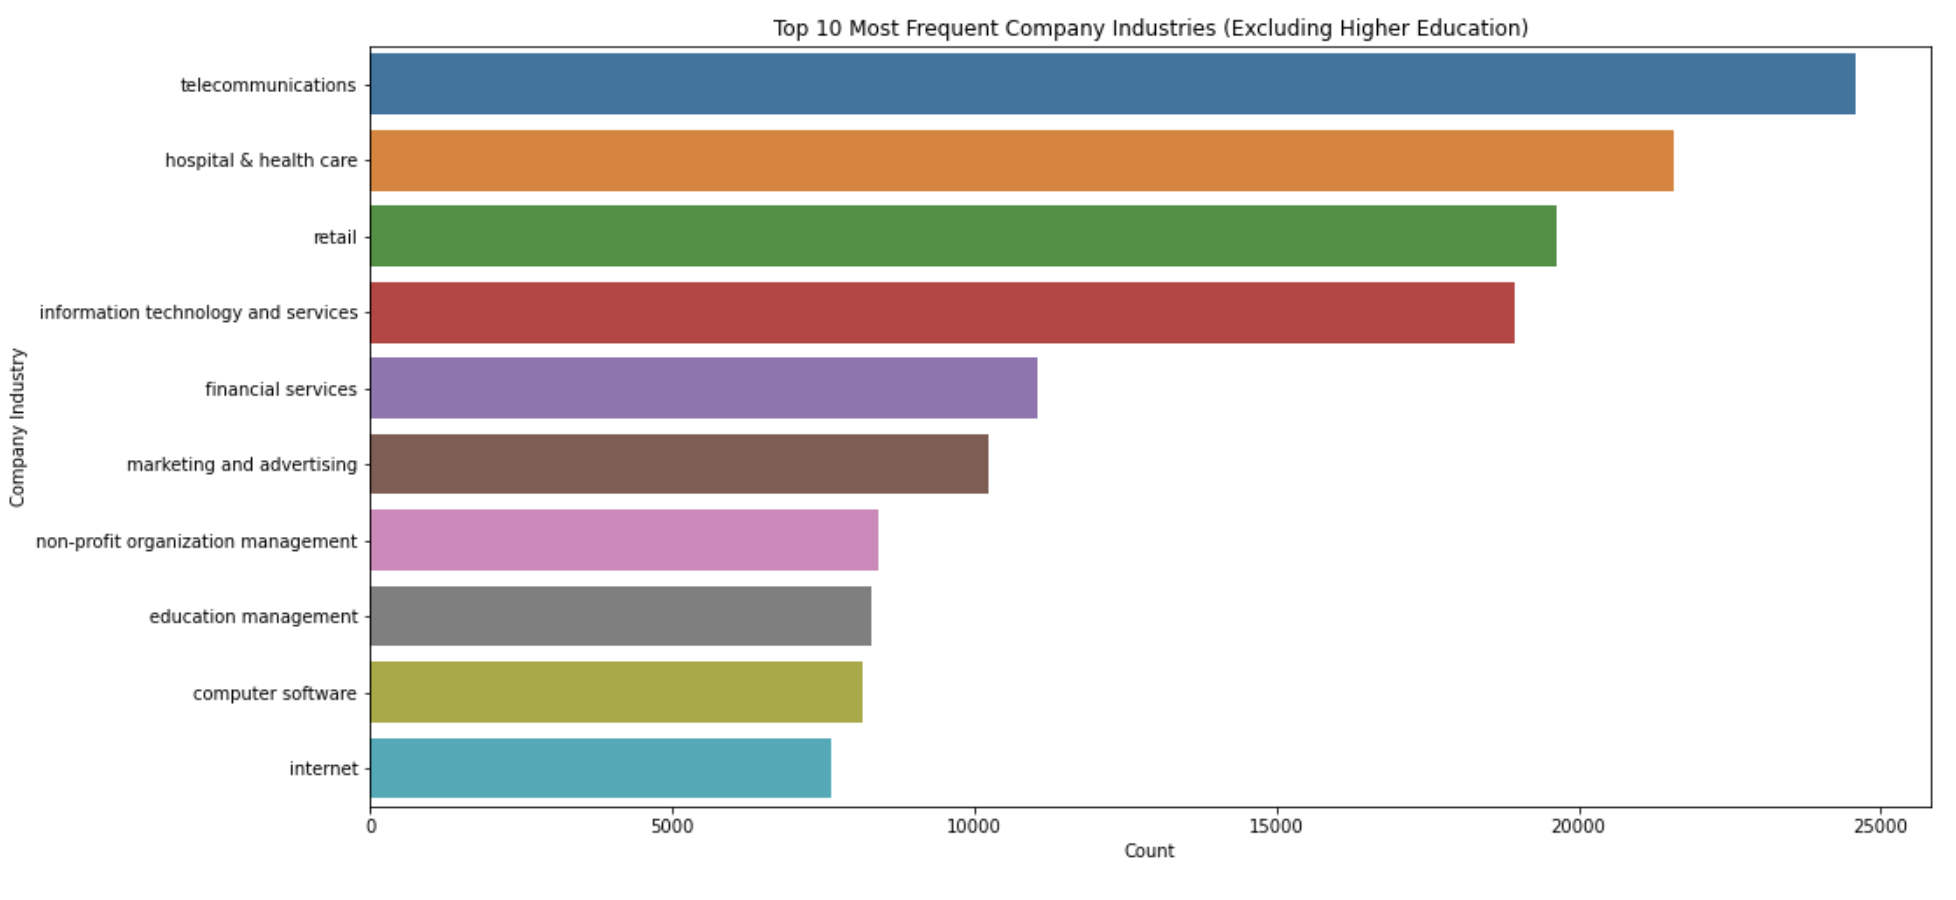 Top 10 Most Frequent Company Industries (Excluding Higher Education)
Company Industry
telecommunications
hospital & health care
retail
information technology and services
financial services
marketing and advertising
non-profit organization management
education management
computer software
internet
0 5000 10000 15000 20000 25000
Count